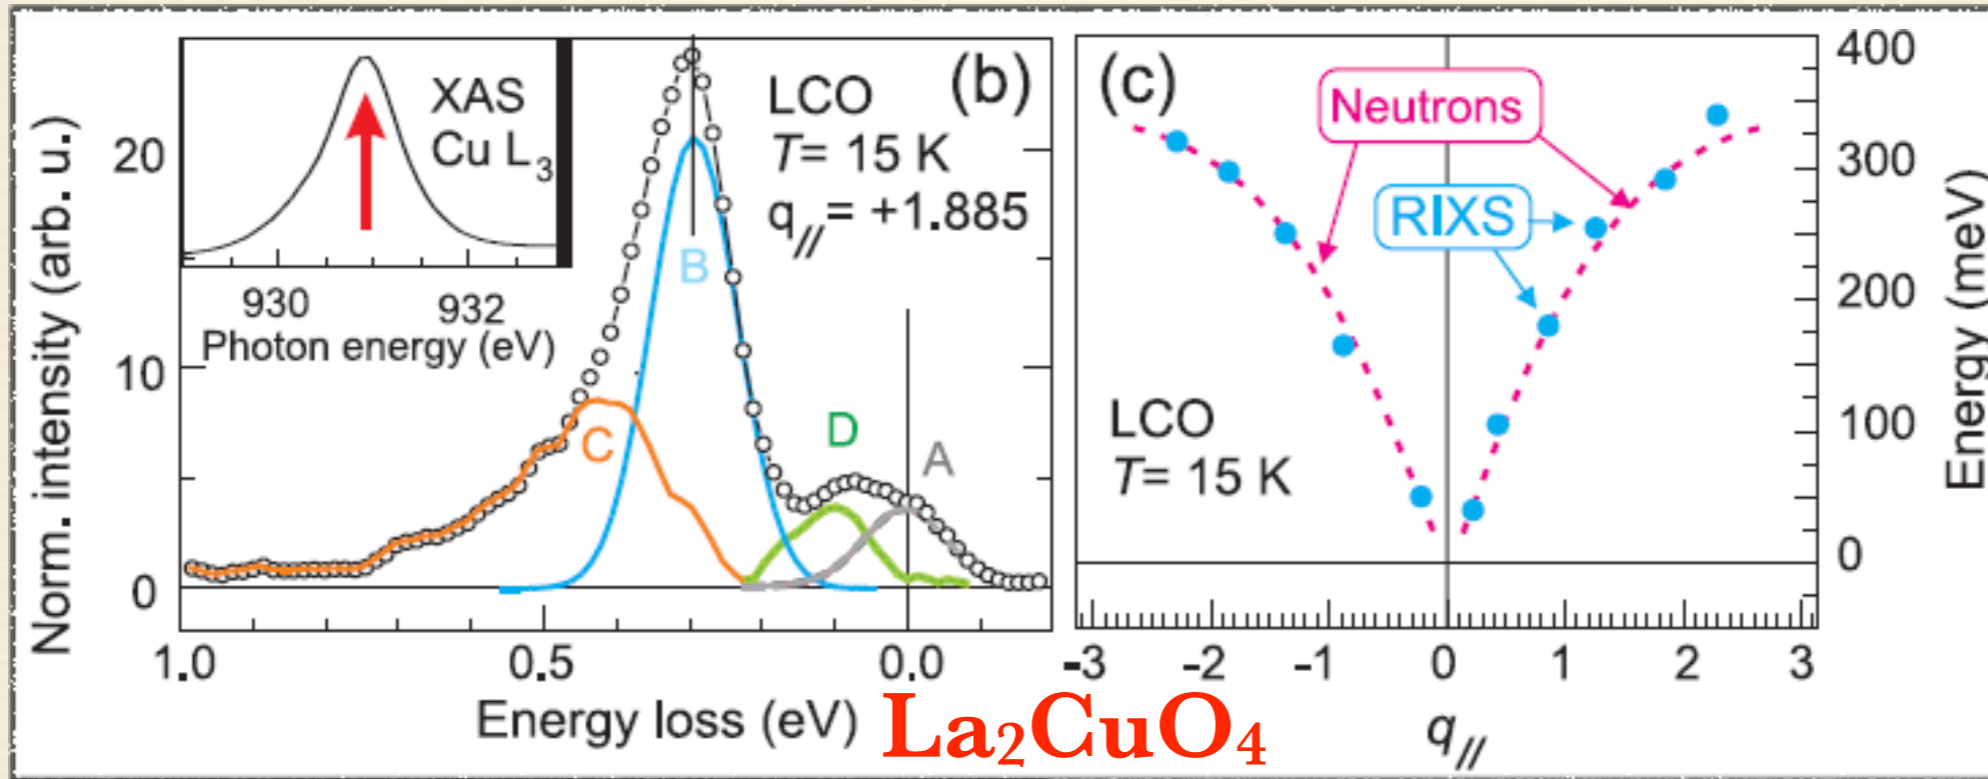 XAS
Cu L3
930
932
Photon energy (eV)
(b)
LCO
T= 15 K
q//= +1.885
B
C
D
A
20
10
0
Norm. intensity (arb. u.)
1.0
0.5
0.0
Energy loss (eV)
(c)
Neutrons
RIXS
LCO
T= 15 K
400
300
200
100
0
Energy (meV)
-3
-2
-1
0
1
2
3
q//
La₂CuO₄